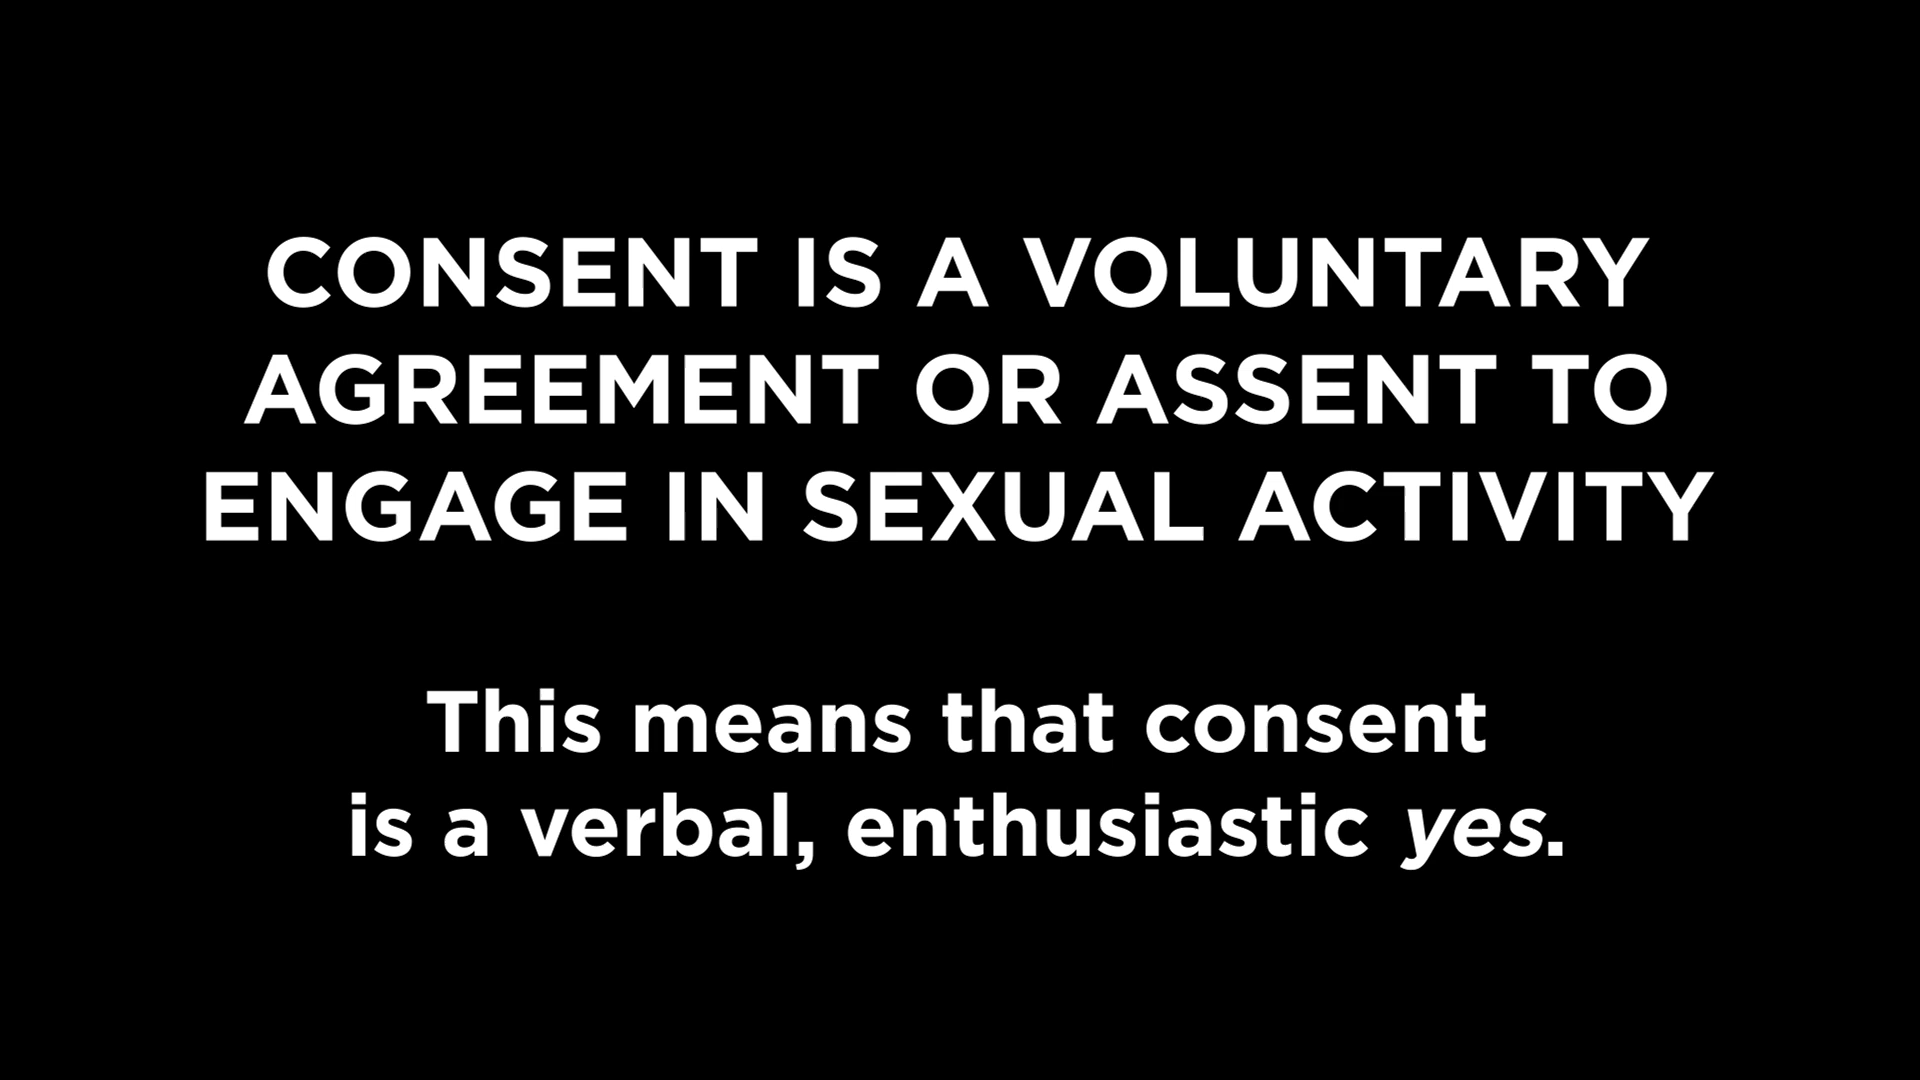 CONSENT IS A VOLUNTARY
AGREEMENT OR ASSENT TO
ENGAGE IN SEXUAL ACTIVITY
This means that consent
is a verbal, enthusiastic yes.